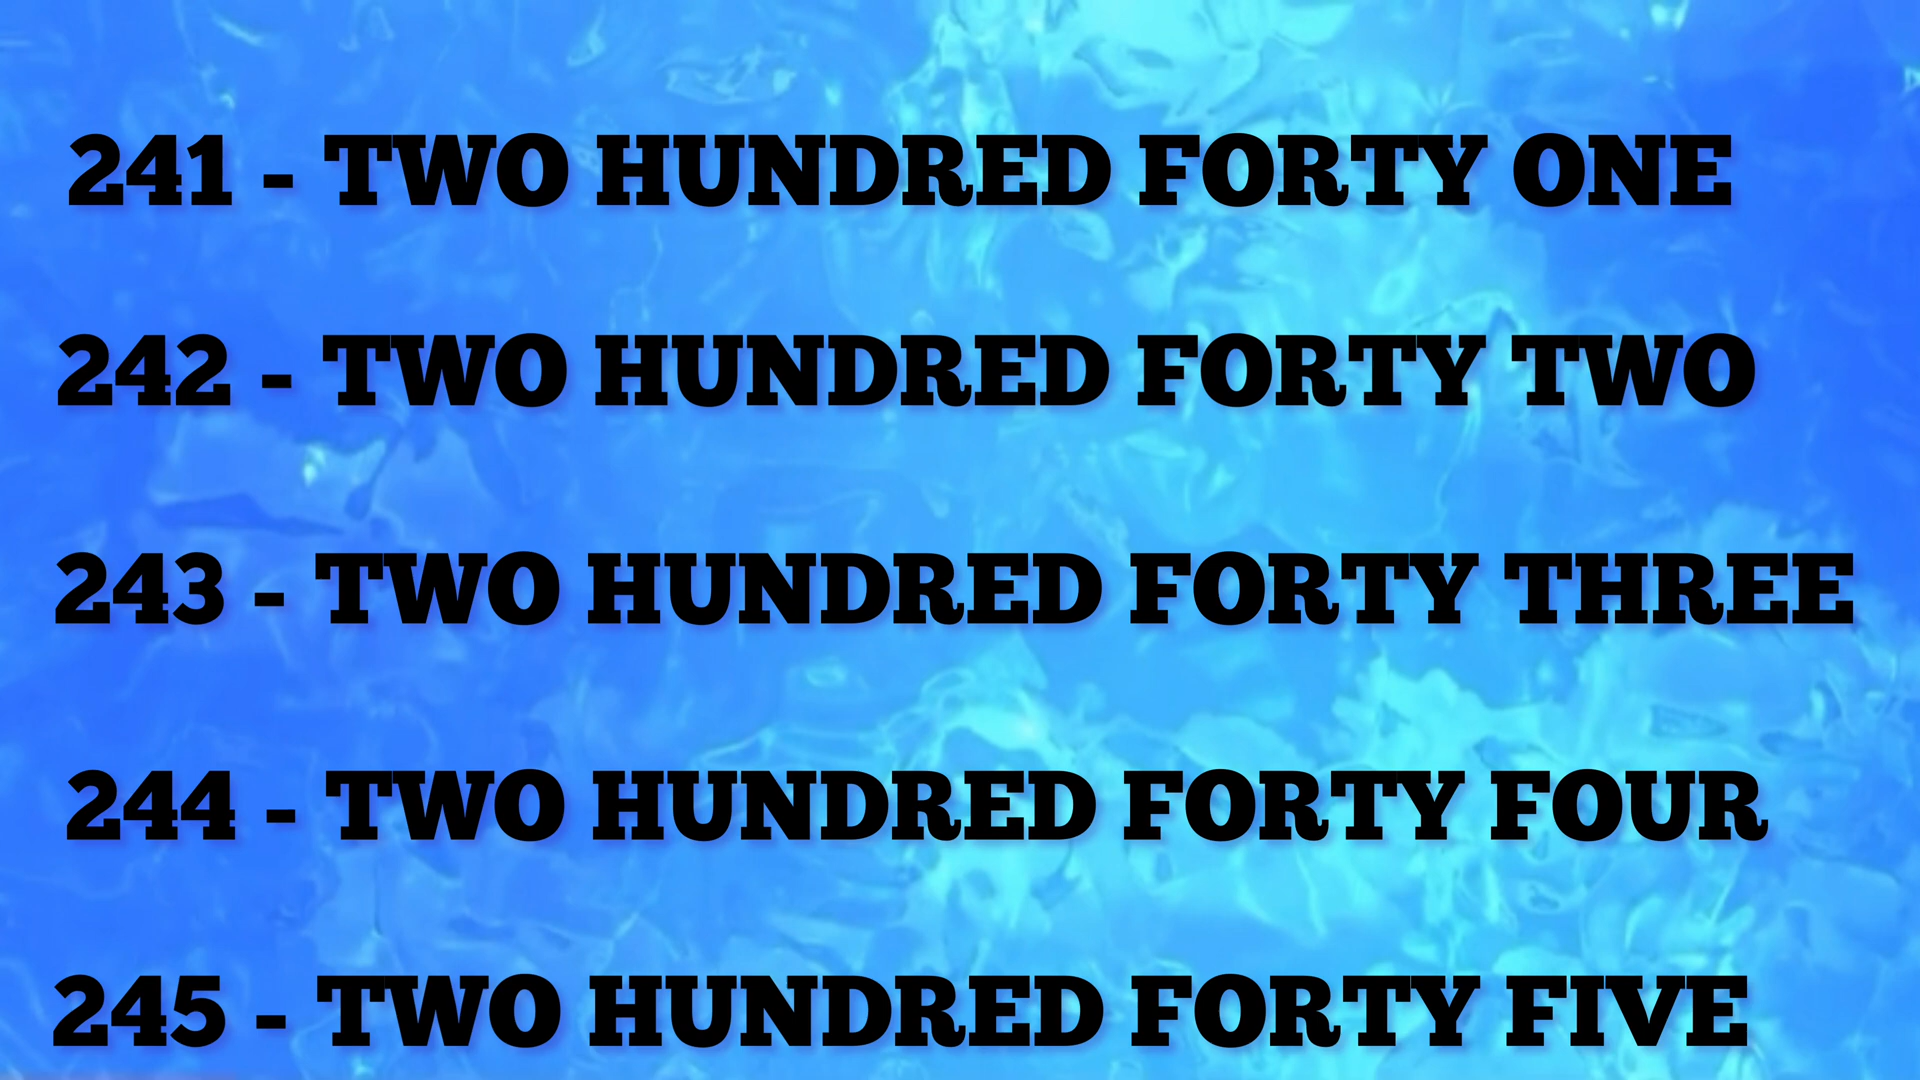 241 - TWO HUNDRED FORTY ONE
242 - TWO HUNDRED FORTY TWO
243 - TWO HUNDRED FORTY THREE
244 - TWO HUNDRED FORTY FOUR
245 - TWO HUNDRED FORTY FIVE